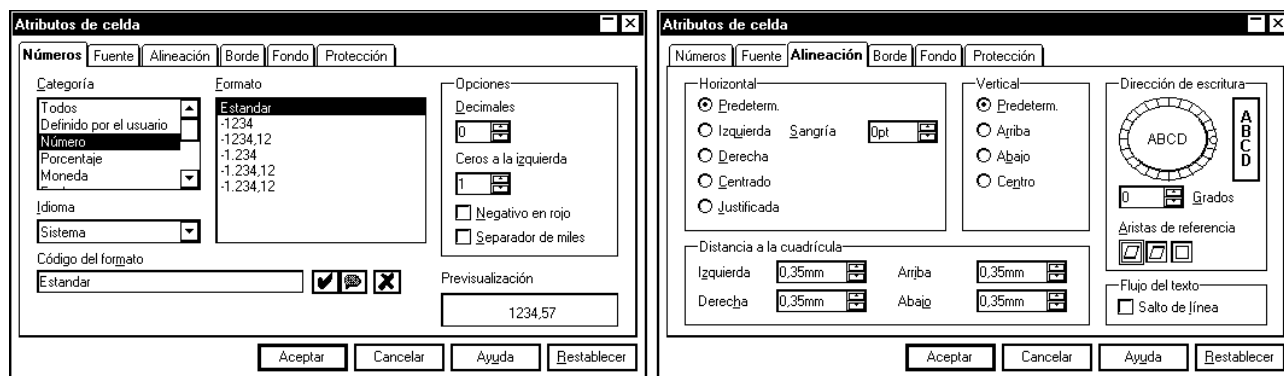 Atributos de celda
Números Fuente Alineación Borde Fondo Protección
Categoría
Todos
Definido por el usuario
Número
Porcentaje
Moneda
Idioma
Sistema
Formato
Estandar
-1234
-1234,12
-1.234
-1.234,12
-1.234,12
Opciones
Decimales
0
Ceros a la izquierda
1
Negativo en rojo
Separador de miles
Código del formato
Estandar
Previsualización
1234,57
Aceptar Cancelar Ayuda Restablecer
Atributos de celda
Números Fuente Alineación Borde Fondo Protección
Horizontal
Predeterm.
Izquierda Sangría 0pt
Derecha
Centrado
Justificada
Vertical
Predeterm.
Arriba
Abajo
Centro
Dirección de escritura
ABCD
ABCD
0 Grados
Aristas de referencia
Distancia a la cuadrícula
Izquierda 0,35mm Arriba 0,35mm
Derecha 0,35mm Abajo 0,35mm
Flujo del texto
Salto de línea
Aceptar Cancelar Ayuda Restablecer